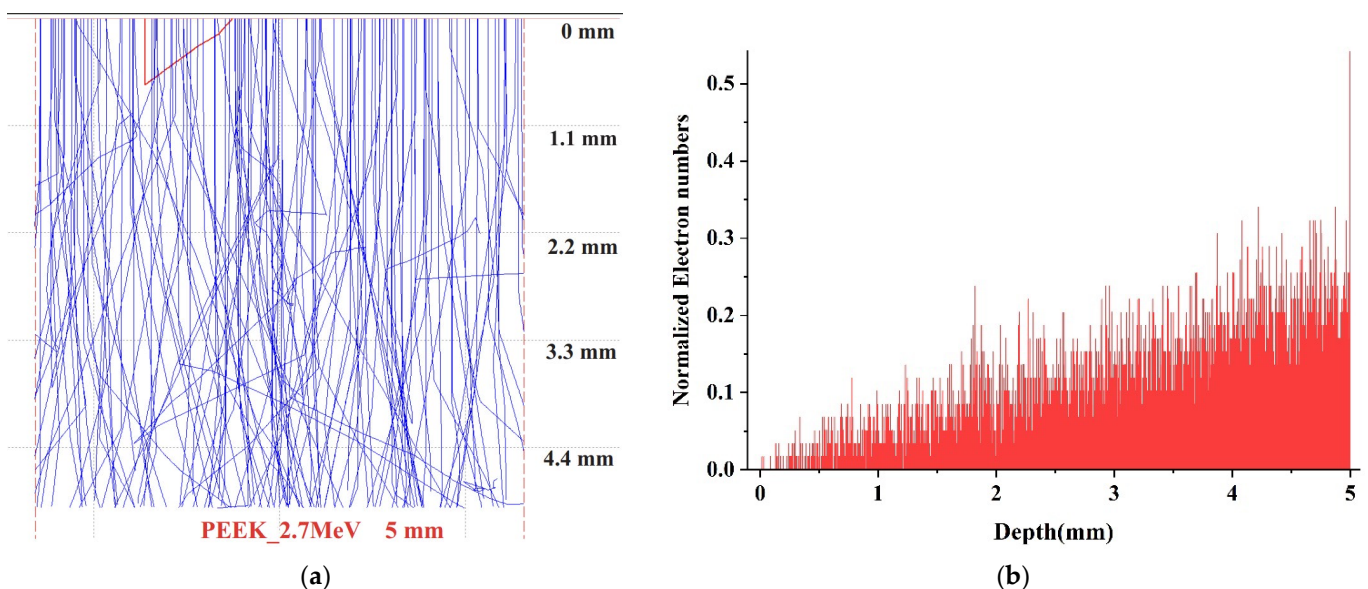 0 mm
1.1 mm
2.2 mm
3.3 mm
4.4 mm
PEEK_2.7MeV 5 mm
(a)
Normalized Electron numbers
0.5
0.4
0.3
0.2
0.1
0.0
0 1 2 3 4 5
Depth(mm)
(b)